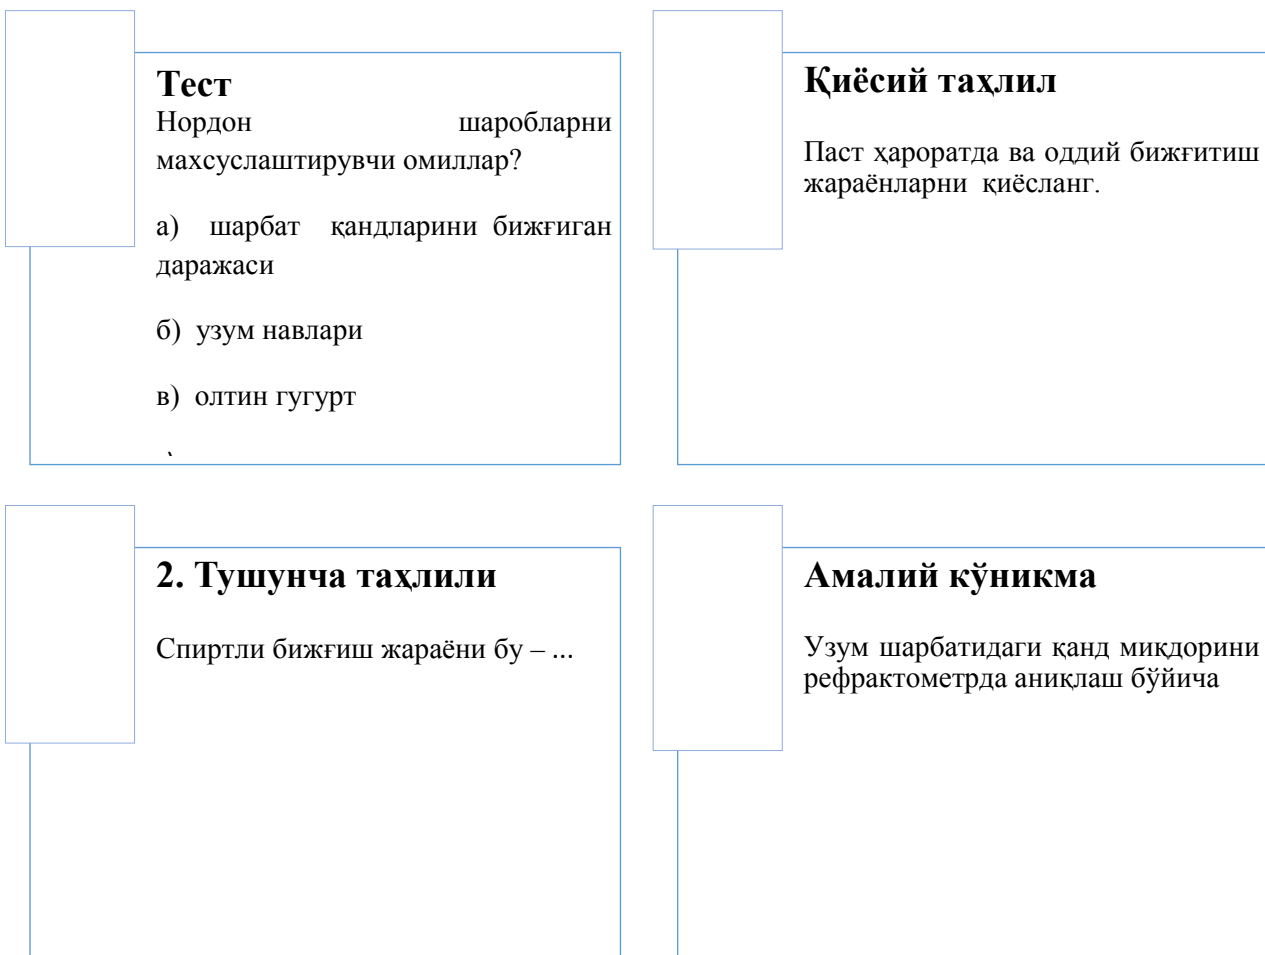 Тест
Нордон шаробларни
махсуслаштирувчи омиллар?
а) шарбат қандларини бижғиган
даражаси
б) узум навлари
в) олтин гугурт
Қиёсий таҳлил
Паст ҳароратда ва оддий бижғитиш
жараёнларни қиёсланг.
2. Тушунча таҳлили
Спиртли бижғиш жараёни бу – ...
Амалий кўникма
Узум шарбатидаги қанд миқдорини
рефрактометрда аниқлаш бўйича